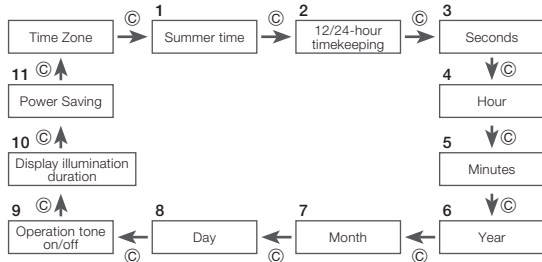 Time Zone
Ⓒ
1
Summer time
Ⓒ
2
12/24-hour
timekeeping
Ⓒ
3
Seconds
Ⓒ
4
Hour
Ⓒ
5
Minutes
Ⓒ
6
Year
Ⓒ
7
Month
Ⓒ
8
Day
Ⓒ
9
Operation tone
on/off
Ⓒ
10
Display illumination
duration
Ⓒ
11
Power Saving
Ⓒ